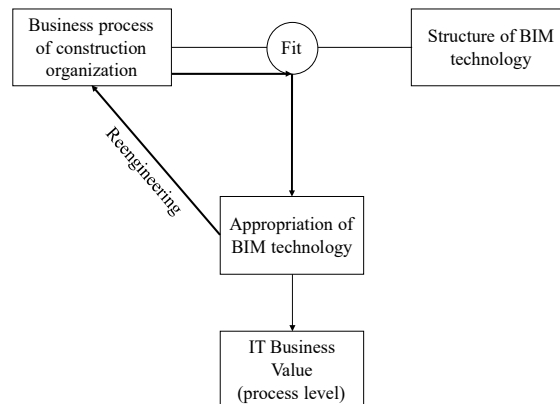 Business process
of construction
organization
Fit
Structure of BIM
technology
Reengineering
Appropriation of
BIM technology
IT Business
Value
(process level)